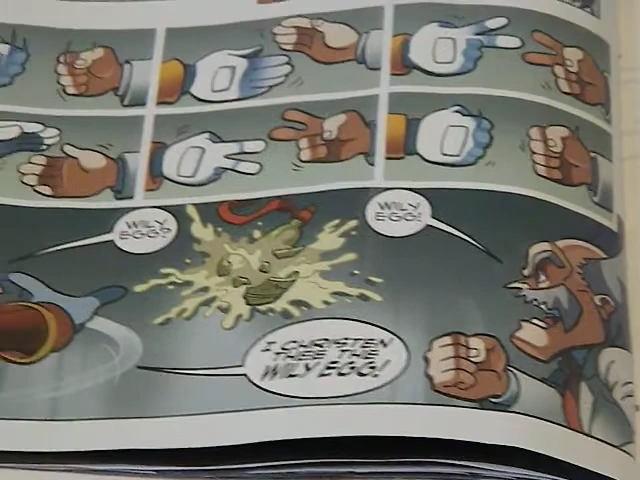 WILY
EGG?
WILY
EGG!
I CHRISTEN
THEE THE
WILY EGG!